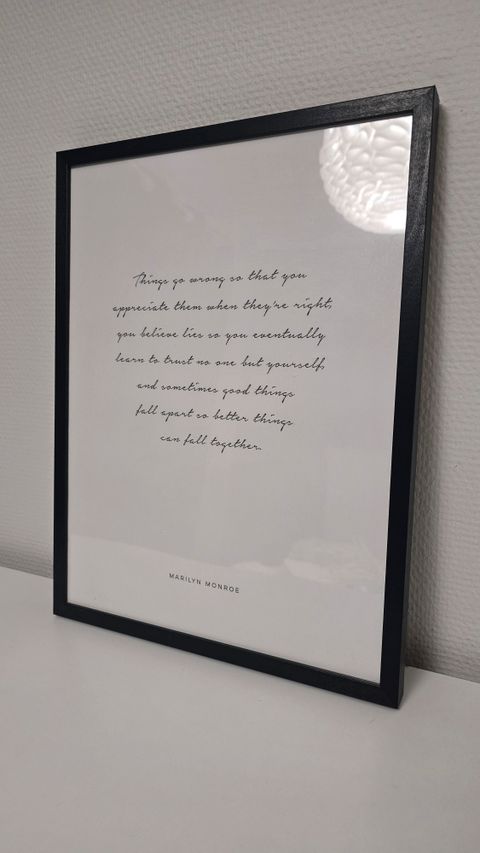 Things go wrong so that you
appreciate them when they're right,
you believe lies so you eventually
learn to trust no one but yourself,
and sometimes good things
fall apart so better things
can fall together.
MARILYN MONROE